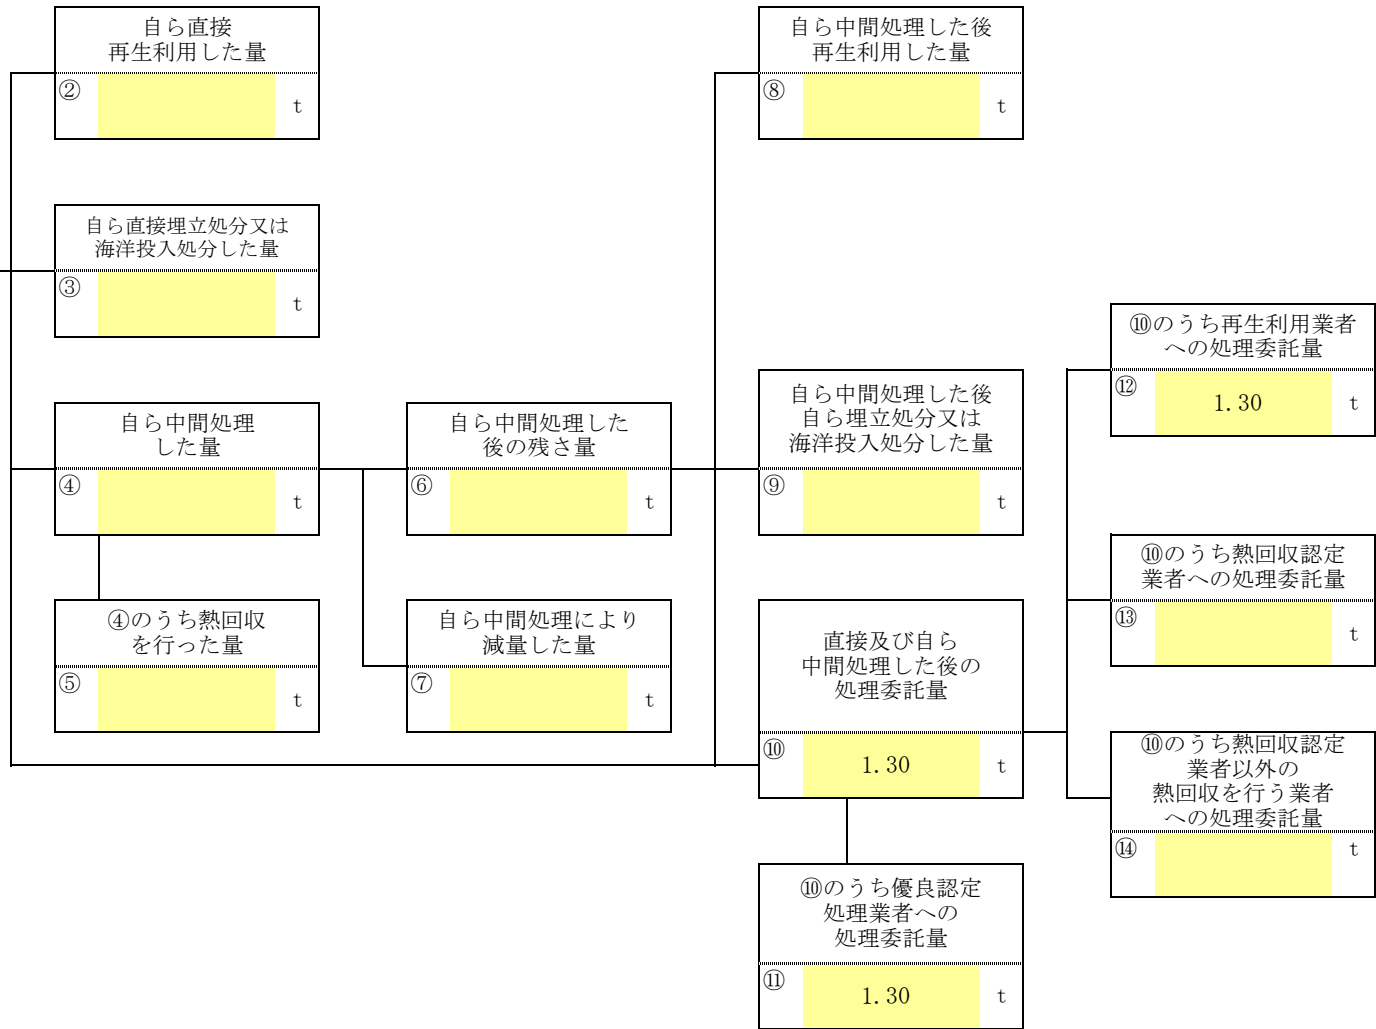 自ら直接
再生利用した量
②
t
自ら中間処理した後
再生利用した量
⑧
t
自ら直接埋立処分又は
海洋投入処分した量
③
t
⑩のうち再生利用業者
への処理委託量
⑫
1.30
t
自ら中間処理
した量
④
t
自ら中間処理した
後の残さ量
⑥
t
自ら中間処理した後
自ら埋立処分又は
海洋投入処分した量
⑨
t
⑩のうち熱回収認定
業者への処理委託量
⑬
t
④のうち熱回収
を行った量
⑤
t
自ら中間処理により
減量した量
⑦
t
直接及び自ら
中間処理した後の
処理委託量
⑩
1.30
t
⑩のうち熱回収認定
業者以外の
熱回収を行う業者
への処理委託量
⑭
t
⑩のうち優良認定
処理業者への
処理委託量
⑪
1.30
t